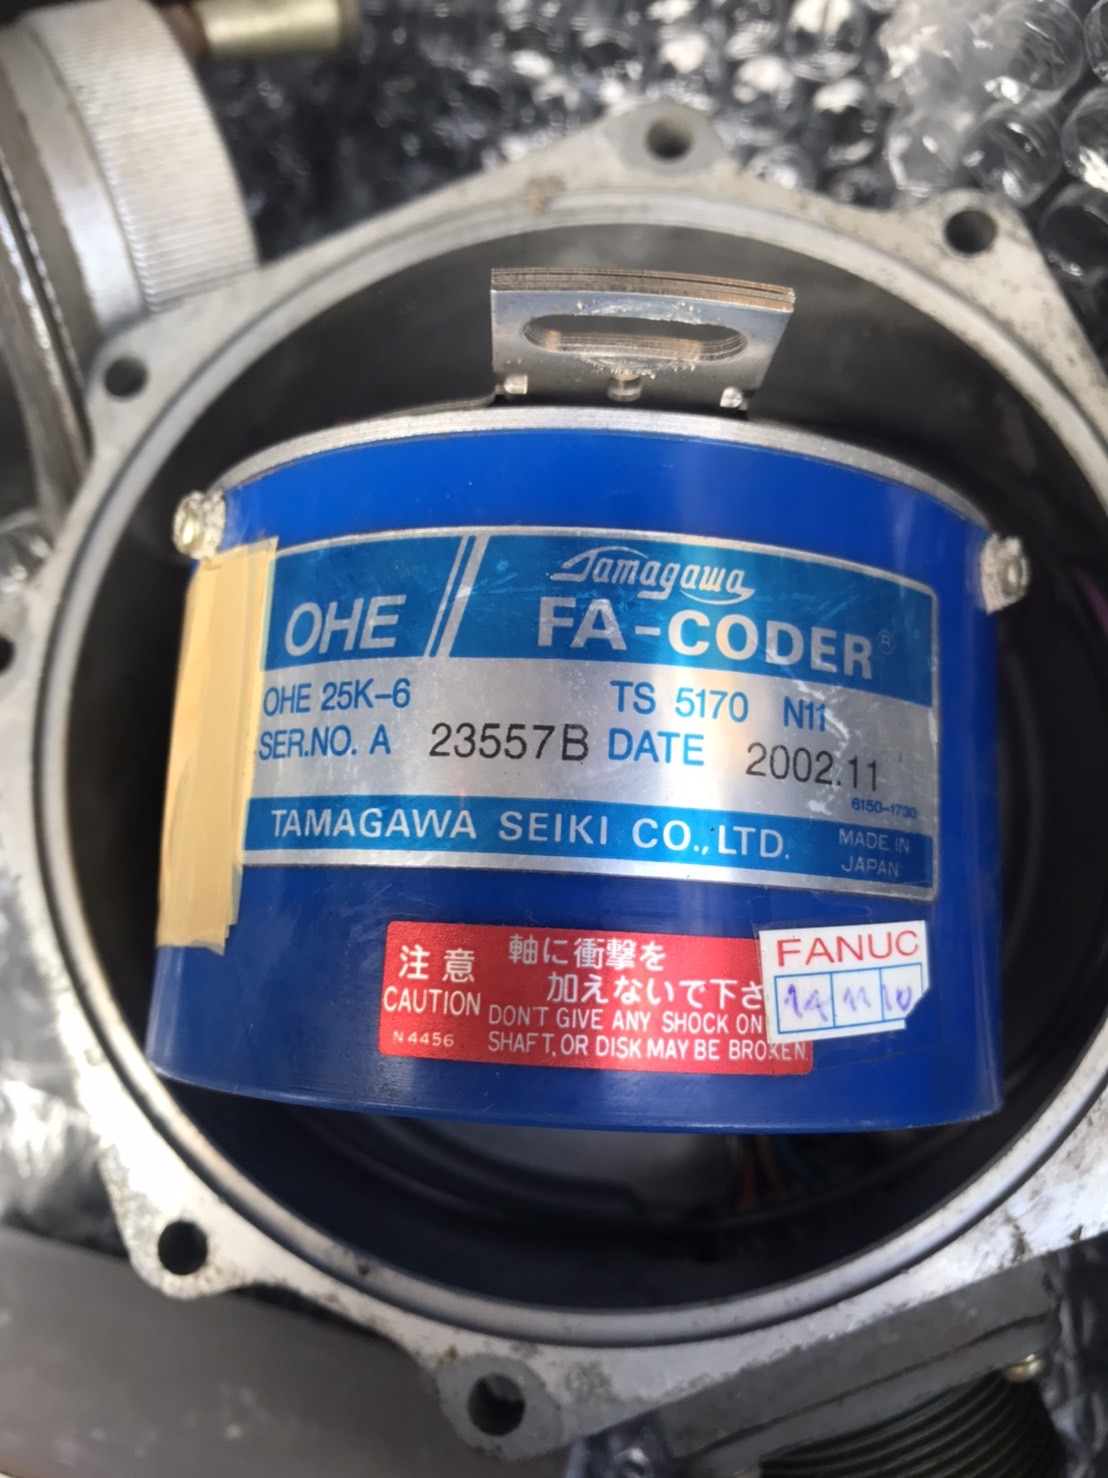 OHE
Tamagawa
FA-CODER®
OHE 25K-6
TS 5170 N11
SER.NO. A 23557B
DATE 2002.11
6150-1730
TAMAGAWA SEIKI CO.,LTD.
MADE IN
JAPAN
注意
CAUTION
N4456
軸に衝撃を
加えないで下さ
DON'T GIVE ANY SHOCK ON
SHAFT, OR DISK MAY BE BROKEN.
FANUC
14 11 10